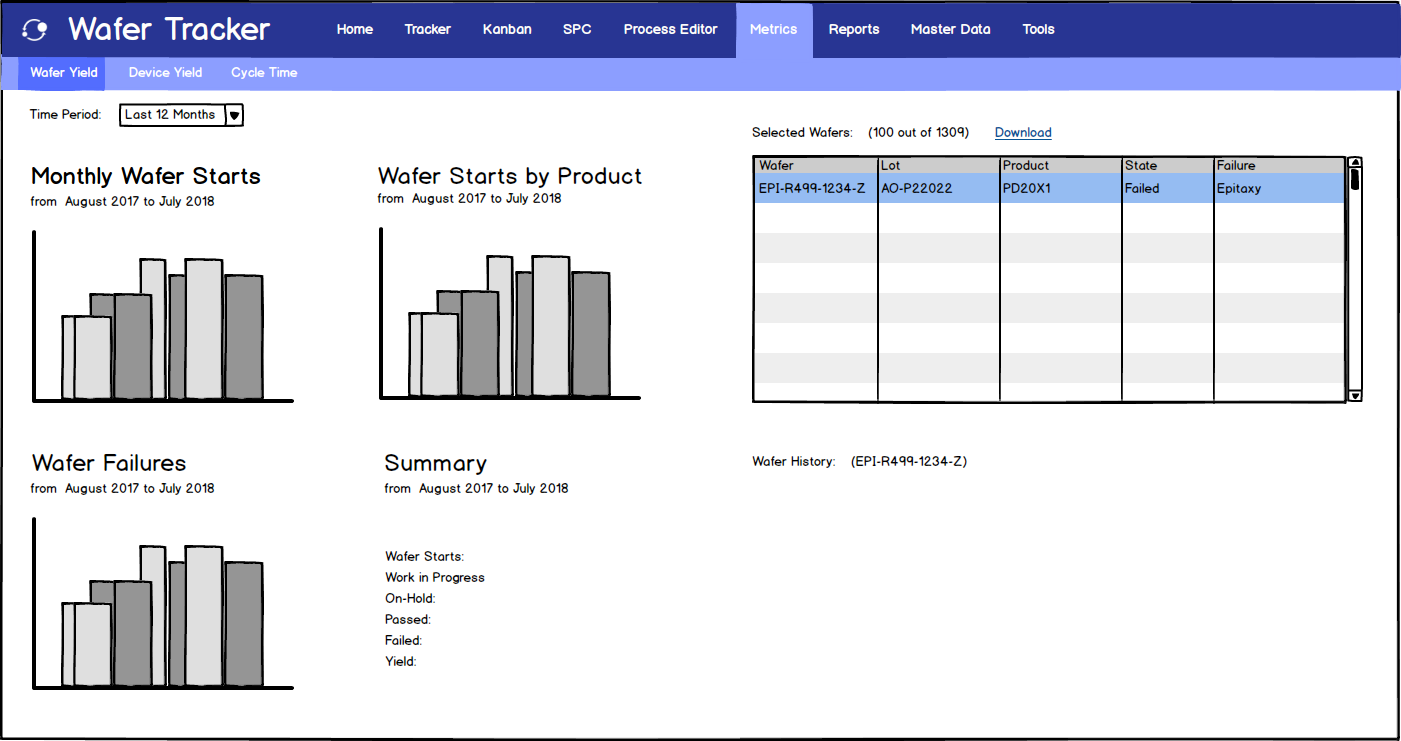 Wafer Tracker
Home Tracker Kanban SPC Process Editor Metrics Reports Master Data Tools
Wafer Yield Device Yield Cycle Time
Time Period: Last 12 Months
Selected Wafers: (100 out of 1309) Download
Wafer Lot Product State Failure
EPI-R499-1234-Z AO-P22022 PD20X1 Failed Epitaxy
Monthly Wafer Starts
from August 2017 to July 2018
Wafer Starts by Product
from August 2017 to July 2018
Wafer Failures
from August 2017 to July 2018
Summary
from August 2017 to July 2018
Wafer Starts:
Work in Progress
On-Hold:
Passed:
Failed:
Yield:
Wafer History: (EPI-R499-1234-Z)